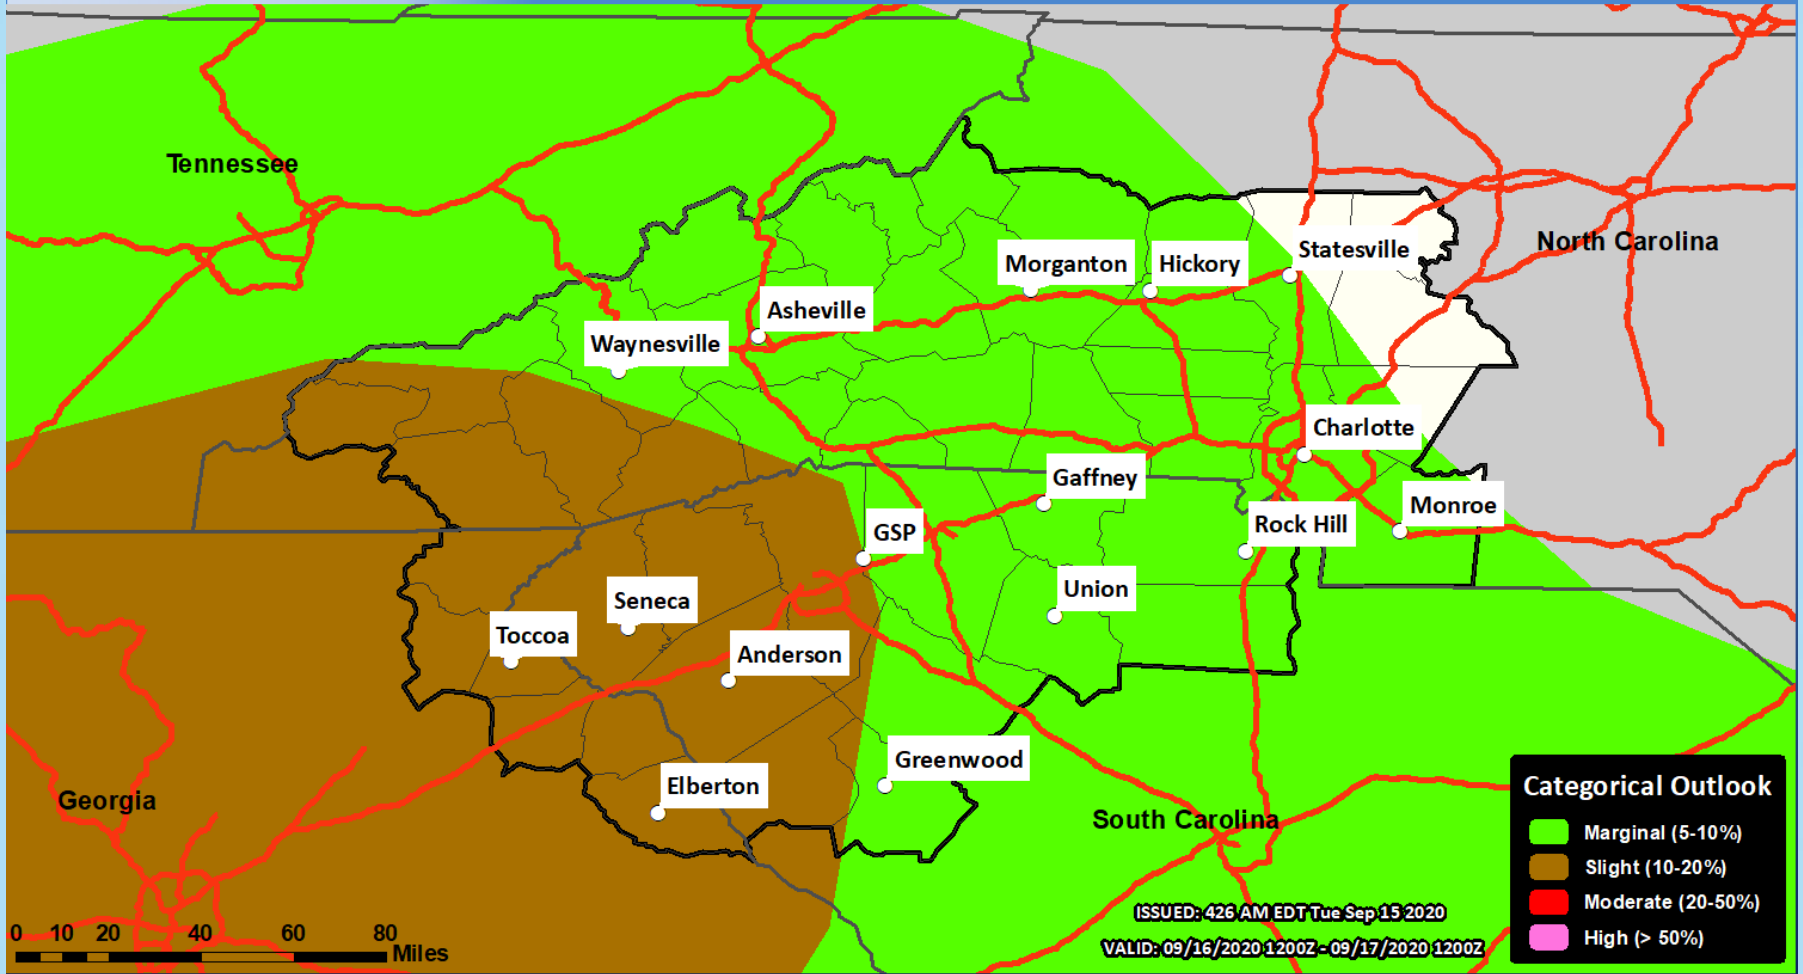 Tennessee
North Carolina
Statesville
Morganton
Hickory
Asheville
Waynesville
Charlotte
Gaffney
Monroe
Rock Hill
GSP
Union
Seneca
Toccoa
Anderson
Greenwood
Elberton
Georgia
South Carolina
Categorical Outlook
Marginal (5-10%)
Slight (10-20%)
Moderate (20-50%)
High (> 50%)
ISSUED: 426 AM EDT Tue Sep 15 2020
VALID: 09/16/2020 1200Z - 09/17/2020 1200Z
0 10 20 40 60 80
Miles